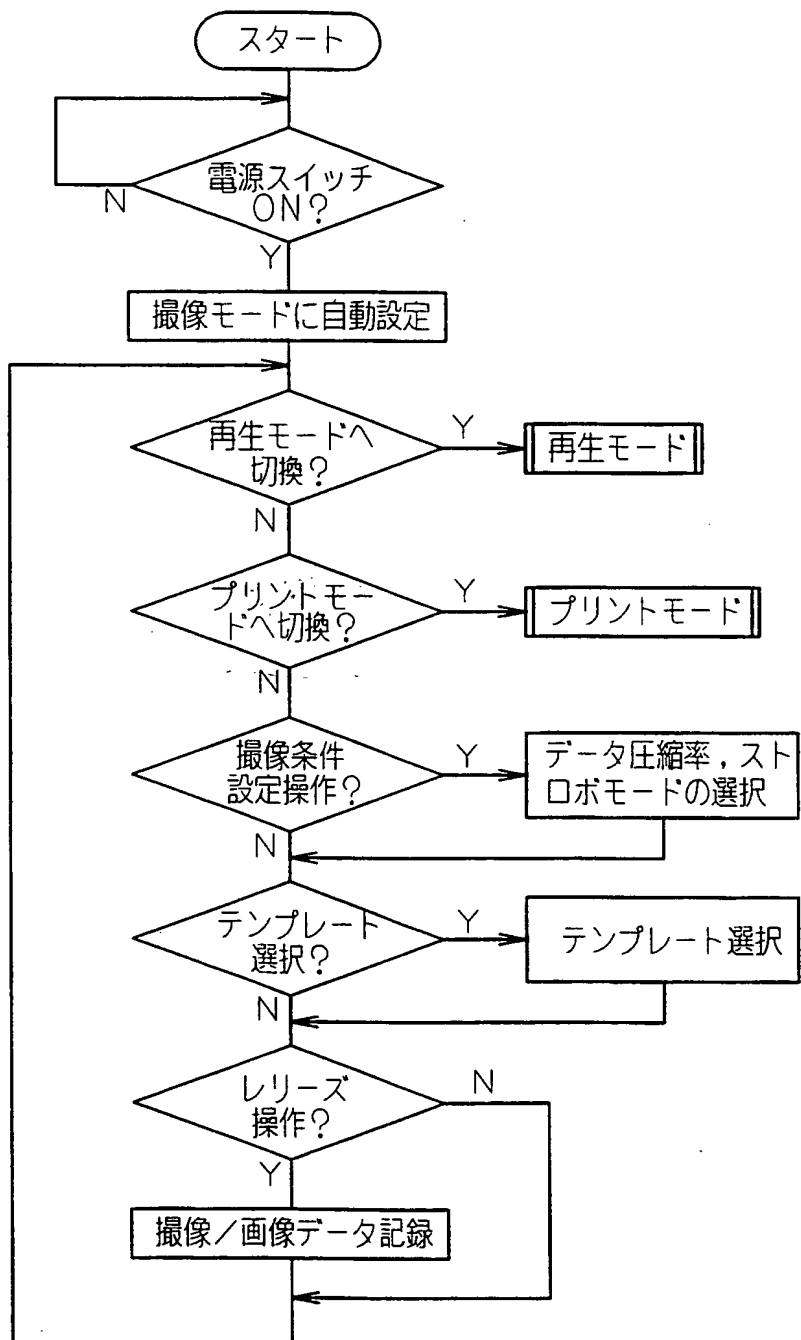 スタート
電源スイッチ
ON?
N
Y
撮像モードに自動設定
再生モードへ
切換?
Y
再生モード
N
プリントモー
ドへ切換?
Y
プリントモード
N
撮像条件
設定操作?
Y
データ圧縮率,スト
ロボモードの選択
N
テンプレート
選択?
Y
テンプレート選択
N
レリーズ
操作?
N
Y
撮像/画像データ記録